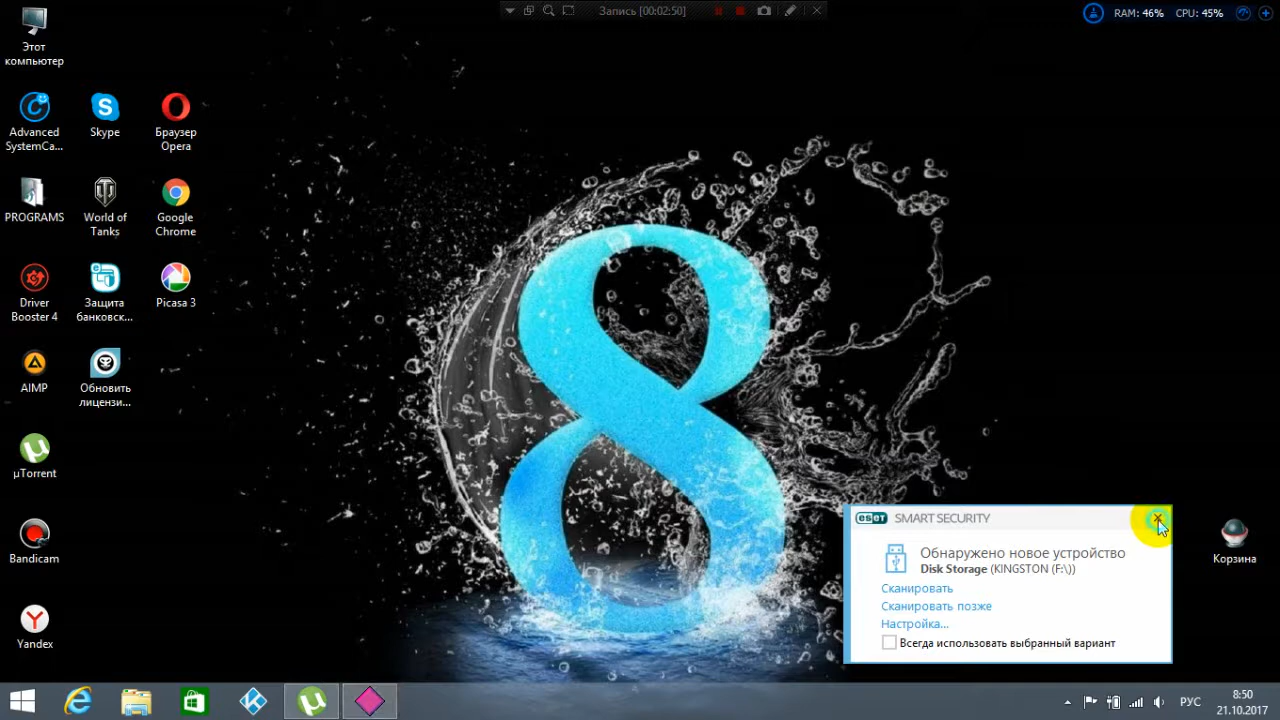 Запись [00:02:50]
RAM: 46% CPU: 45%
Этот
компьютер
Advanced
SystemCa...
Skype
Браузер
Opera
PROGRAMS
World of
Tanks
Google
Chrome
Driver
Booster 4
Защита
банковск...
Picasa 3
AIMP
Обновить
лицензи...
µTorrent
Bandicam
Yandex
8
eset SMART SECURITY
Обнаружено новое устройство
Disk Storage (KINGSTON (F:\))
Сканировать
Сканировать позже
Настройка...
Всегда использовать выбранный вариант
Корзина
РУС
8:50
21.10.2017